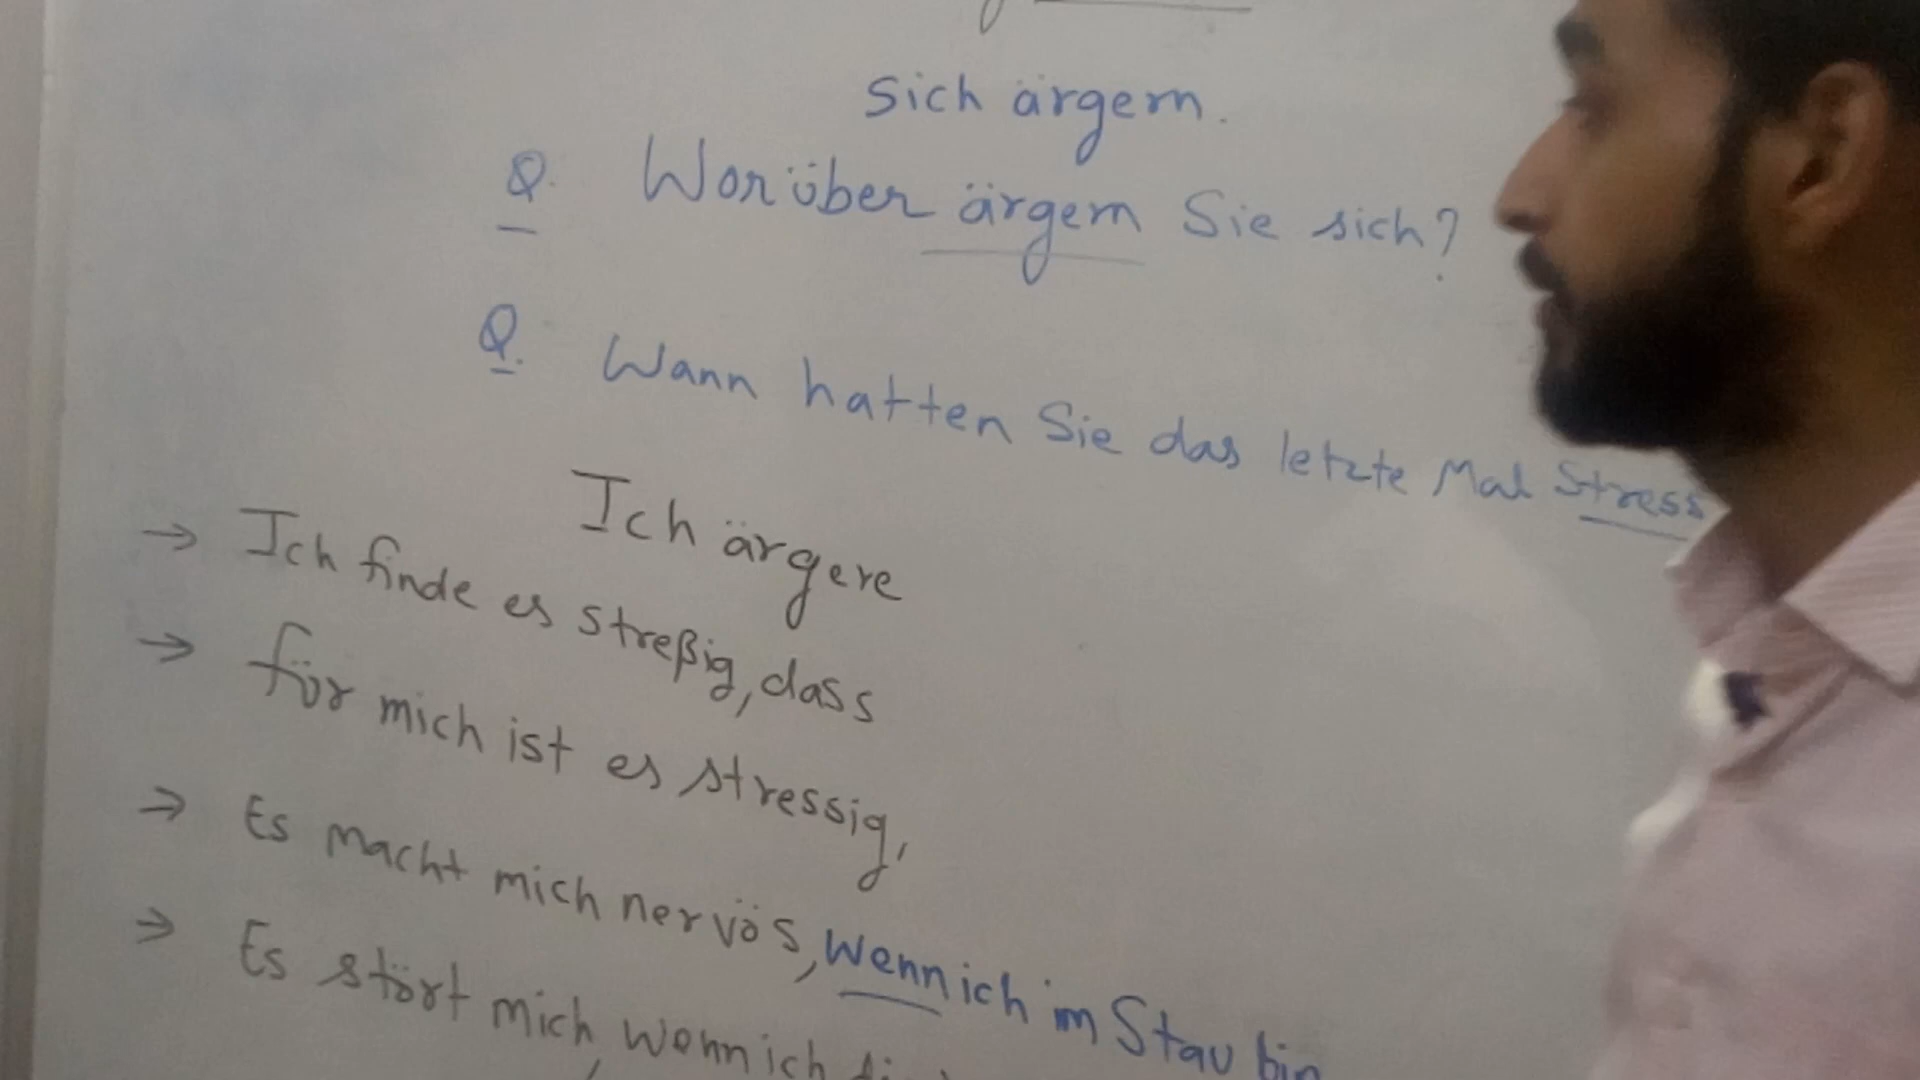 sich ärgern.
Q. Worüber ärgern Sie sich?
Q. Wann hatten Sie das letzte Mal Stress
Ich ärgere
→ Ich finde es streßig, dass
→ für mich ist es stressig,
→ Es macht mich nervös, wenn ich im Stau bin
→ Es stört mich, wenn ich